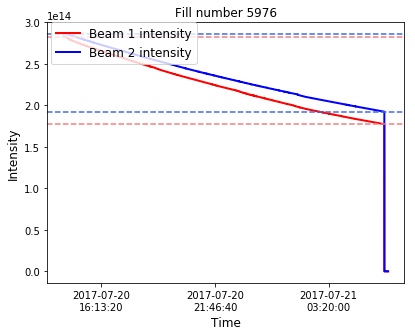 Fill number 5976
1e14
Beam 1 intensity
Beam 2 intensity
3.0
2.5
2.0
1.5
1.0
0.5
0.0
Intensity
2017-07-20
16:13:20
2017-07-20
21:46:40
2017-07-21
03:20:00
Time